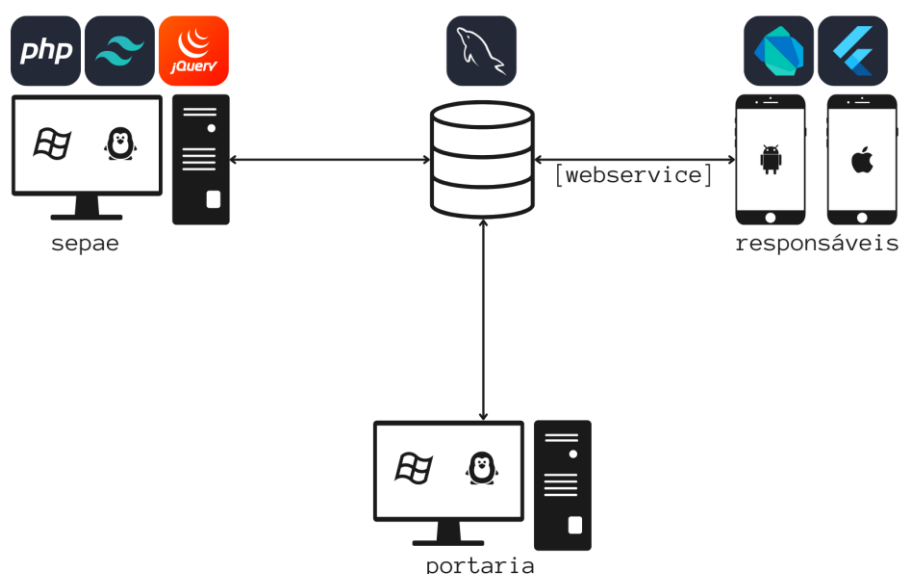 php
jQuery
[webservice]
sepae
responsáveis
portaria